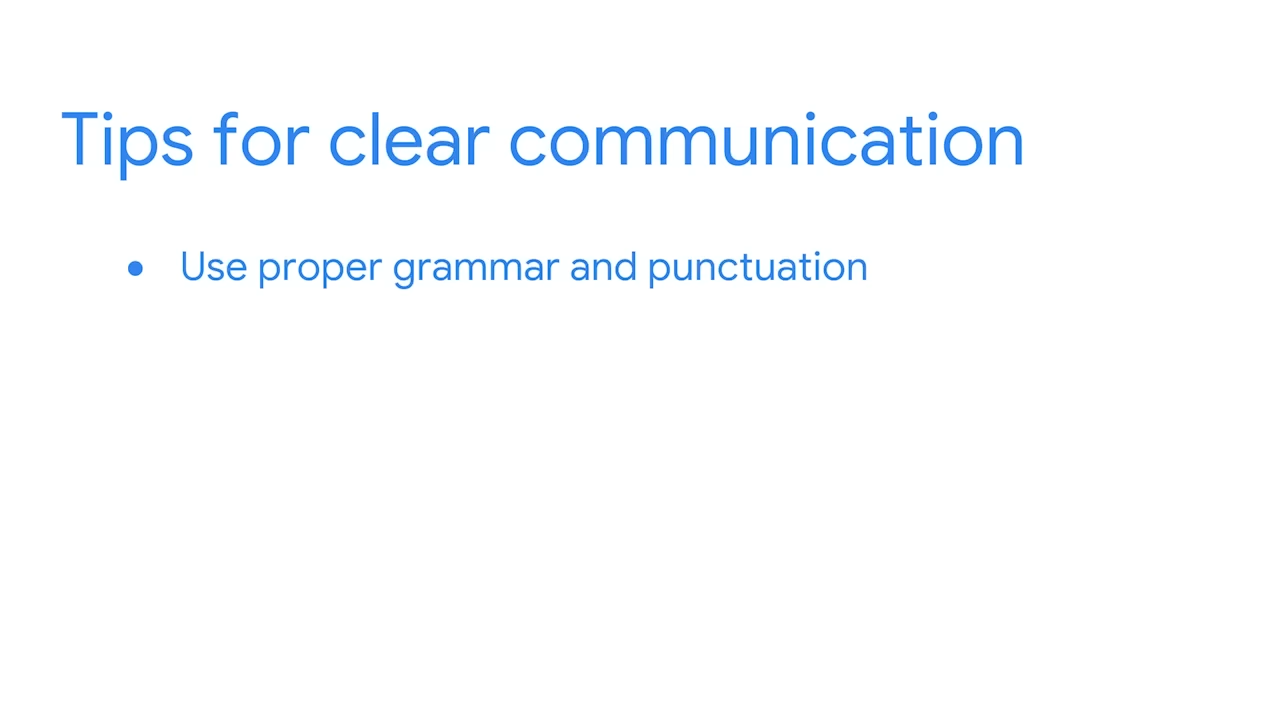 Tips for clear communication
● Use proper grammar and punctuation